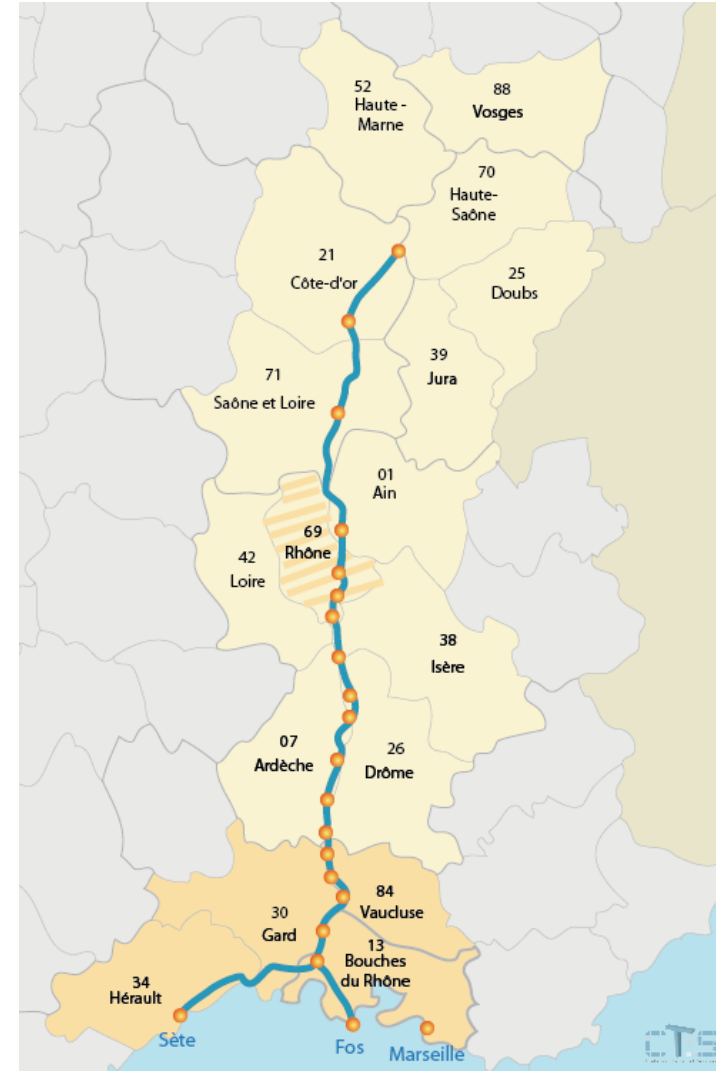 52
Haute -
Marne
88
Vosges
70
Haute-
Saône
21
Côte-d'or
25
Doubs
39
Jura
71
Saône et Loire
01
Ain
69
Rhône
42
Loire
38
Isère
07
Ardèche
26
Drôme
84
Vaucluse
30
Gard
13
Bouches
du Rhône
34
Hérault
Sète
Fos
Marseille